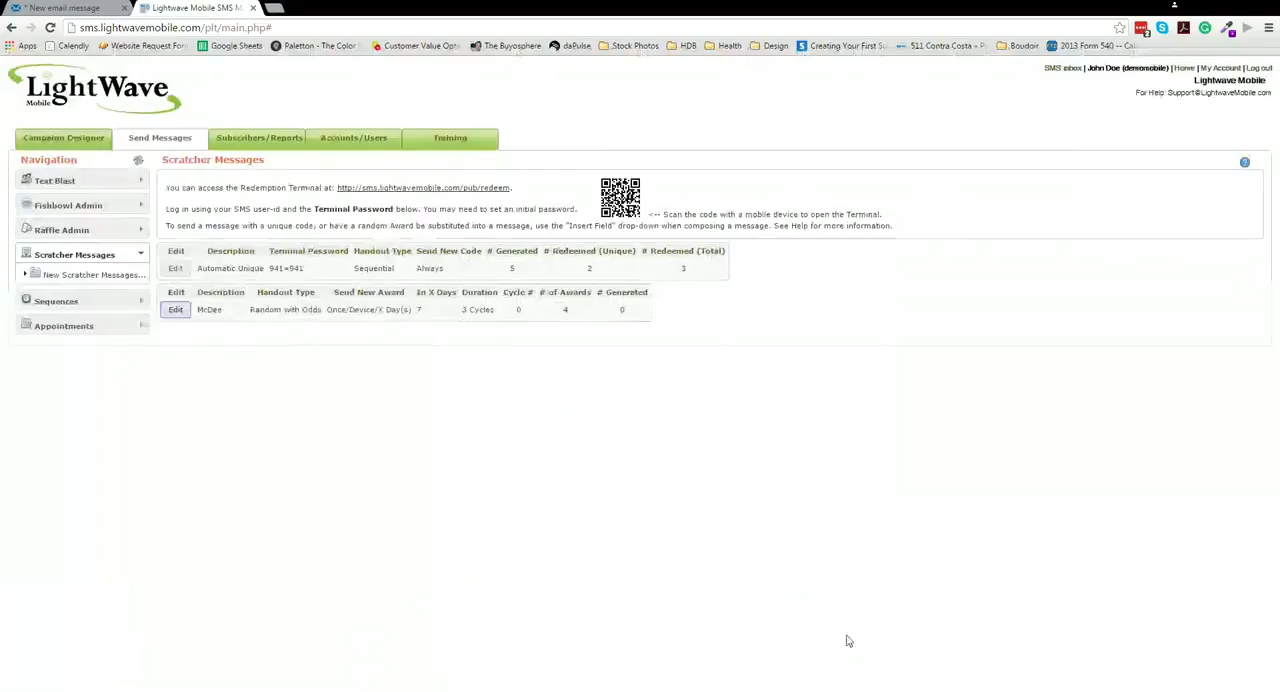 * New email message
Lightwave Mobile SMS M
sms.lightwavemobile.com/plt/main.php#
Apps Calendly Website Request For Google Sheets Paletton - The Color Customer Value Opt The Buyosphere daPulse .Stock Photos HDB Health Design Creating Your First Su 511 Contra Costa .Boudoir 2013 Form 540 --
LightWave
Mobile
SMS Inbox | John Doe (demomobile) | Home | My Account | Log out
Lightwave Mobile
For Help: Support@LightwaveMobile.com
Campaign Designer Send Messages Subscribers/Reports Accounts/Users Training
Navigation
Text Blast
Fishbowl Admin
Raffle Admin
Scratcher Messages
New Scratcher Messages...
Sequences
Appointments
Scratcher Messages
You can access the Redemption Terminal at: http://sms.lightwavemobile.com/pub/redeem.
Log in using your SMS user-id and the Terminal Password below. You may need to set an initial password.
<-- Scan the code with a mobile device to open the Terminal.
To send a message with a unique code, or have a random Award be substituted into a message, use the "Insert Field" drop-down when composing a message. See Help for more information.
Edit Description Terminal Password Handout Type Send New Code # Generated # Redeemed (Unique) # Redeemed (Total)
Edit Automatic Unique 941=941 Sequential Always 5 2 3
Edit Description Handout Type Send New Award In X Days Duration Cycle # # of Awards # Generated
Edit McDee Random with Odds Once/Device/X Day(s) 7 3 Cycles 0 4 0